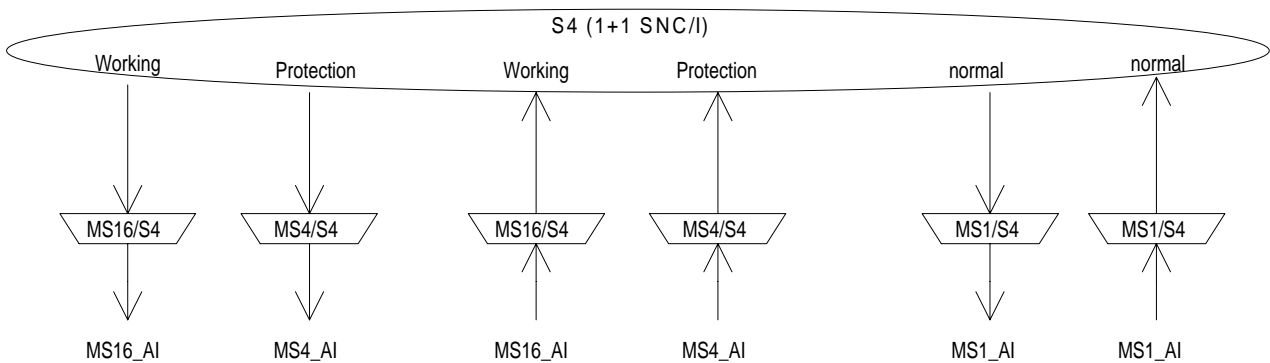 S4 (1+1 SNC/I)
Working Protection Working Protection normal normal
MS16/S4 MS4/S4 MS16/S4 MS4/S4 MS1/S4 MS1/S4
MS16_AI MS4_AI MS16_AI MS4_AI MS1_AI MS1_AI